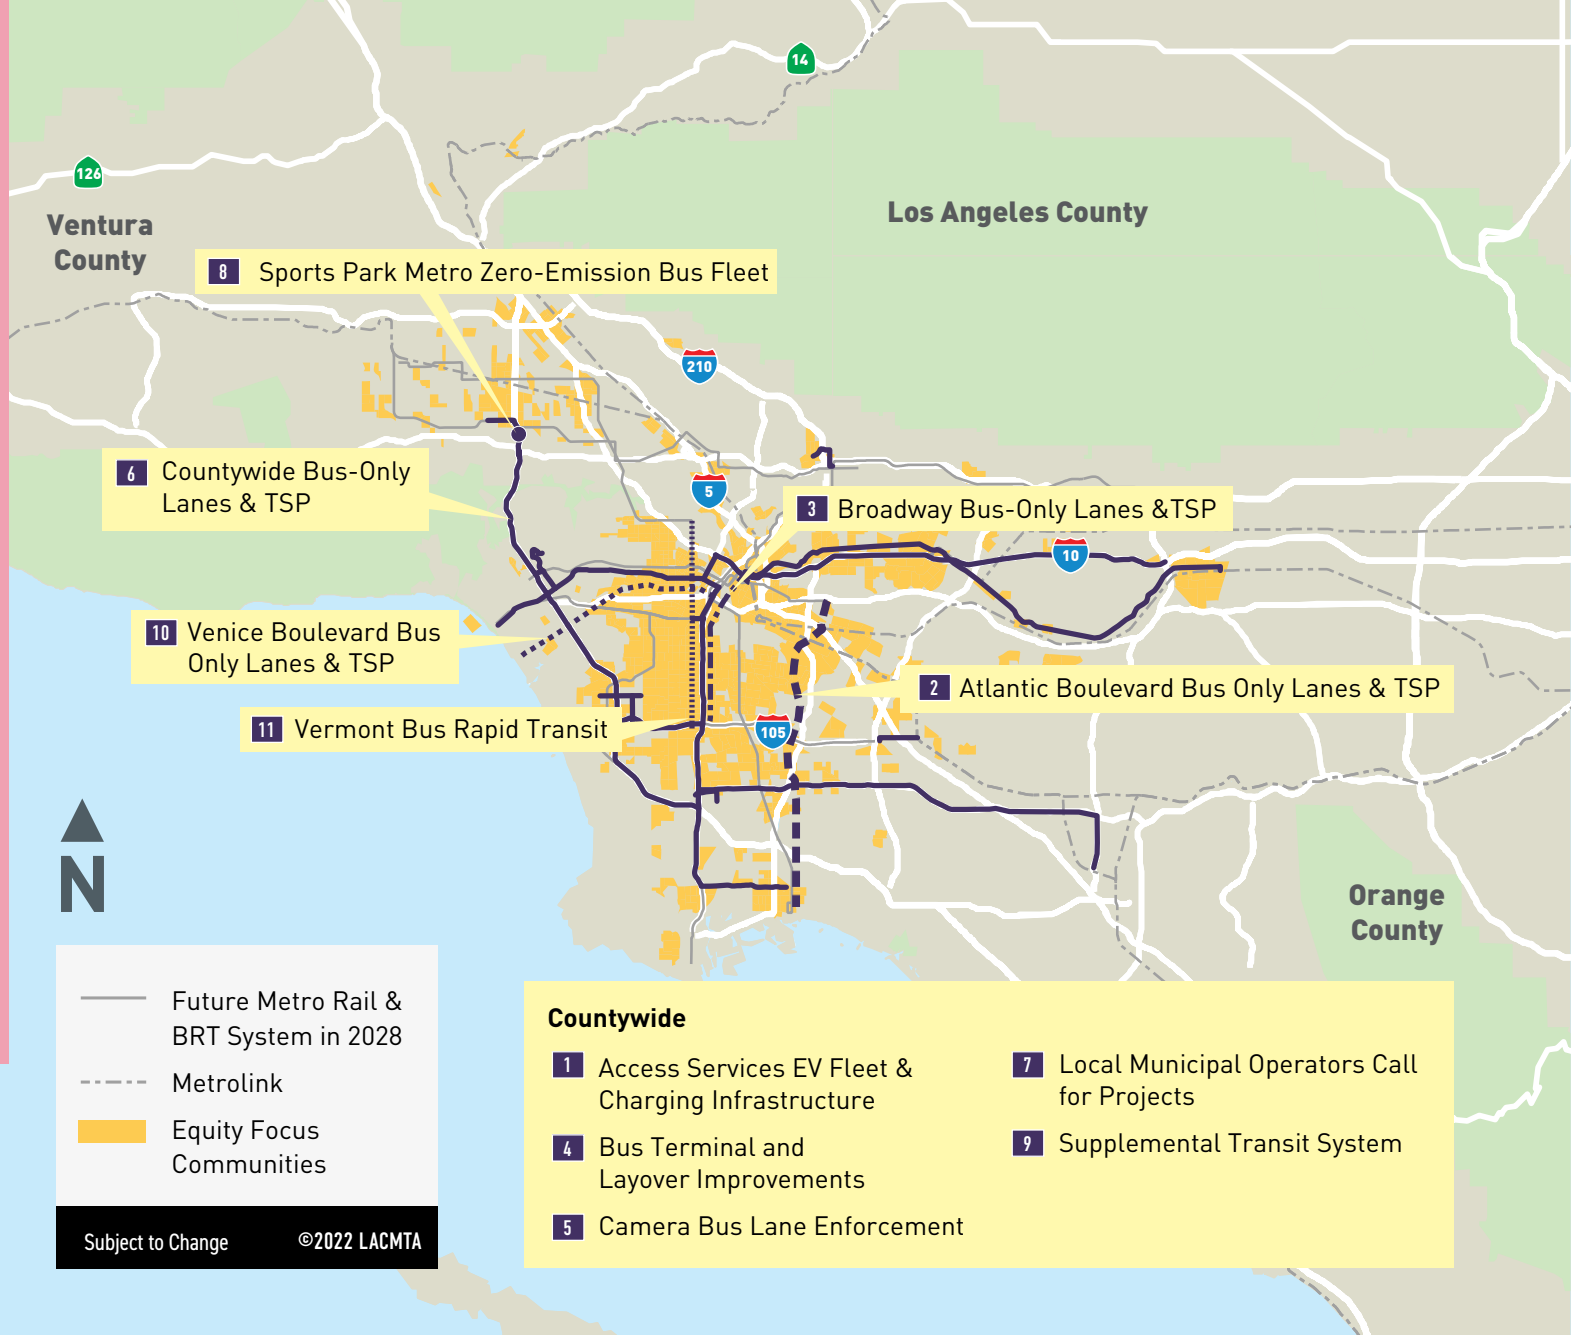 14
126
Ventura
County
Los Angeles County
8 Sports Park Metro Zero-Emission Bus Fleet
210
6 Countywide Bus-Only
Lanes & TSP
5
3 Broadway Bus-Only Lanes &TSP
10
10 Venice Boulevard Bus
Only Lanes & TSP
2 Atlantic Boulevard Bus Only Lanes & TSP
11 Vermont Bus Rapid Transit
105
N
Orange
County
Future Metro Rail &
BRT System in 2028
Metrolink
Equity Focus
Communities
Subject to Change ©2022 LACMTA
Countywide
1 Access Services EV Fleet &
Charging Infrastructure
4 Bus Terminal and
Layover Improvements
5 Camera Bus Lane Enforcement
7 Local Municipal Operators Call
for Projects
9 Supplemental Transit System